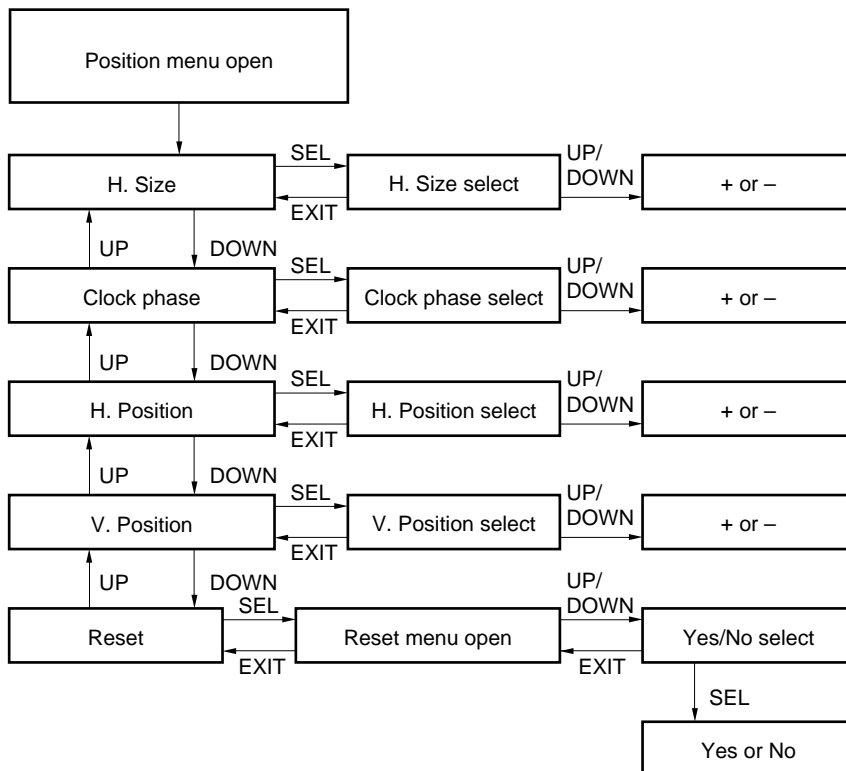 Position menu open
SEL
UP/
DOWN
H. Size
H. Size select
+ or –
EXIT
UP
DOWN
SEL
UP/
DOWN
Clock phase
Clock phase select
+ or –
EXIT
UP
DOWN
SEL
UP/
DOWN
H. Position
H. Position select
+ or –
EXIT
UP
DOWN
SEL
UP/
DOWN
V. Position
V. Position select
+ or –
EXIT
UP
DOWN
SEL
UP/
DOWN
Reset
Reset menu open
Yes/No select
EXIT
EXIT
SEL
Yes or No